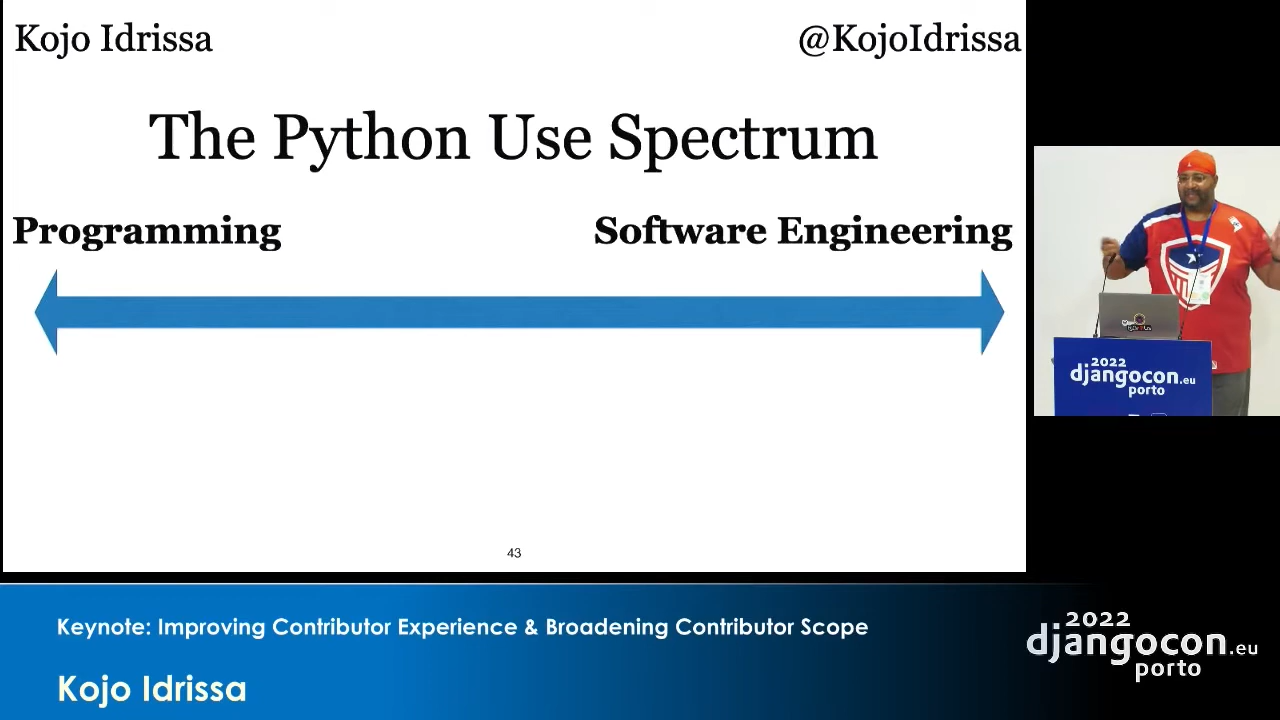 Kojo Idrissa
@KojoIdrissa
The Python Use Spectrum
Programming
Software Engineering
43
2022
djangocon.eu
porto
Keynote: Improving Contributor Experience & Broadening Contributor Scope
Kojo Idrissa
2022
djangocon.eu
porto